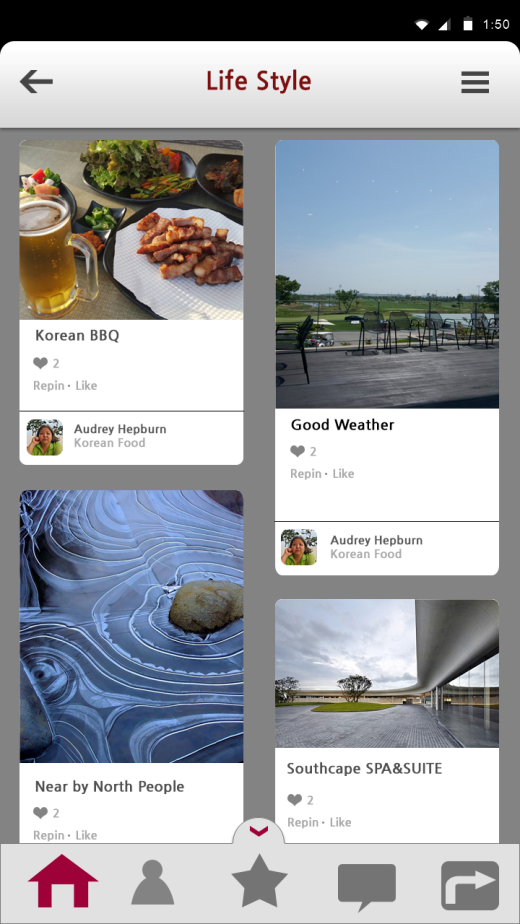 1:50
Life Style
Korean BBQ
2
Repin · Like
Audrey Hepburn
Korean Food
Good Weather
2
Repin · Like
Audrey Hepburn
Korean Food
Near by North People
2
Repin · Like
Southcape SPA&SUITE
2
Repin · Like